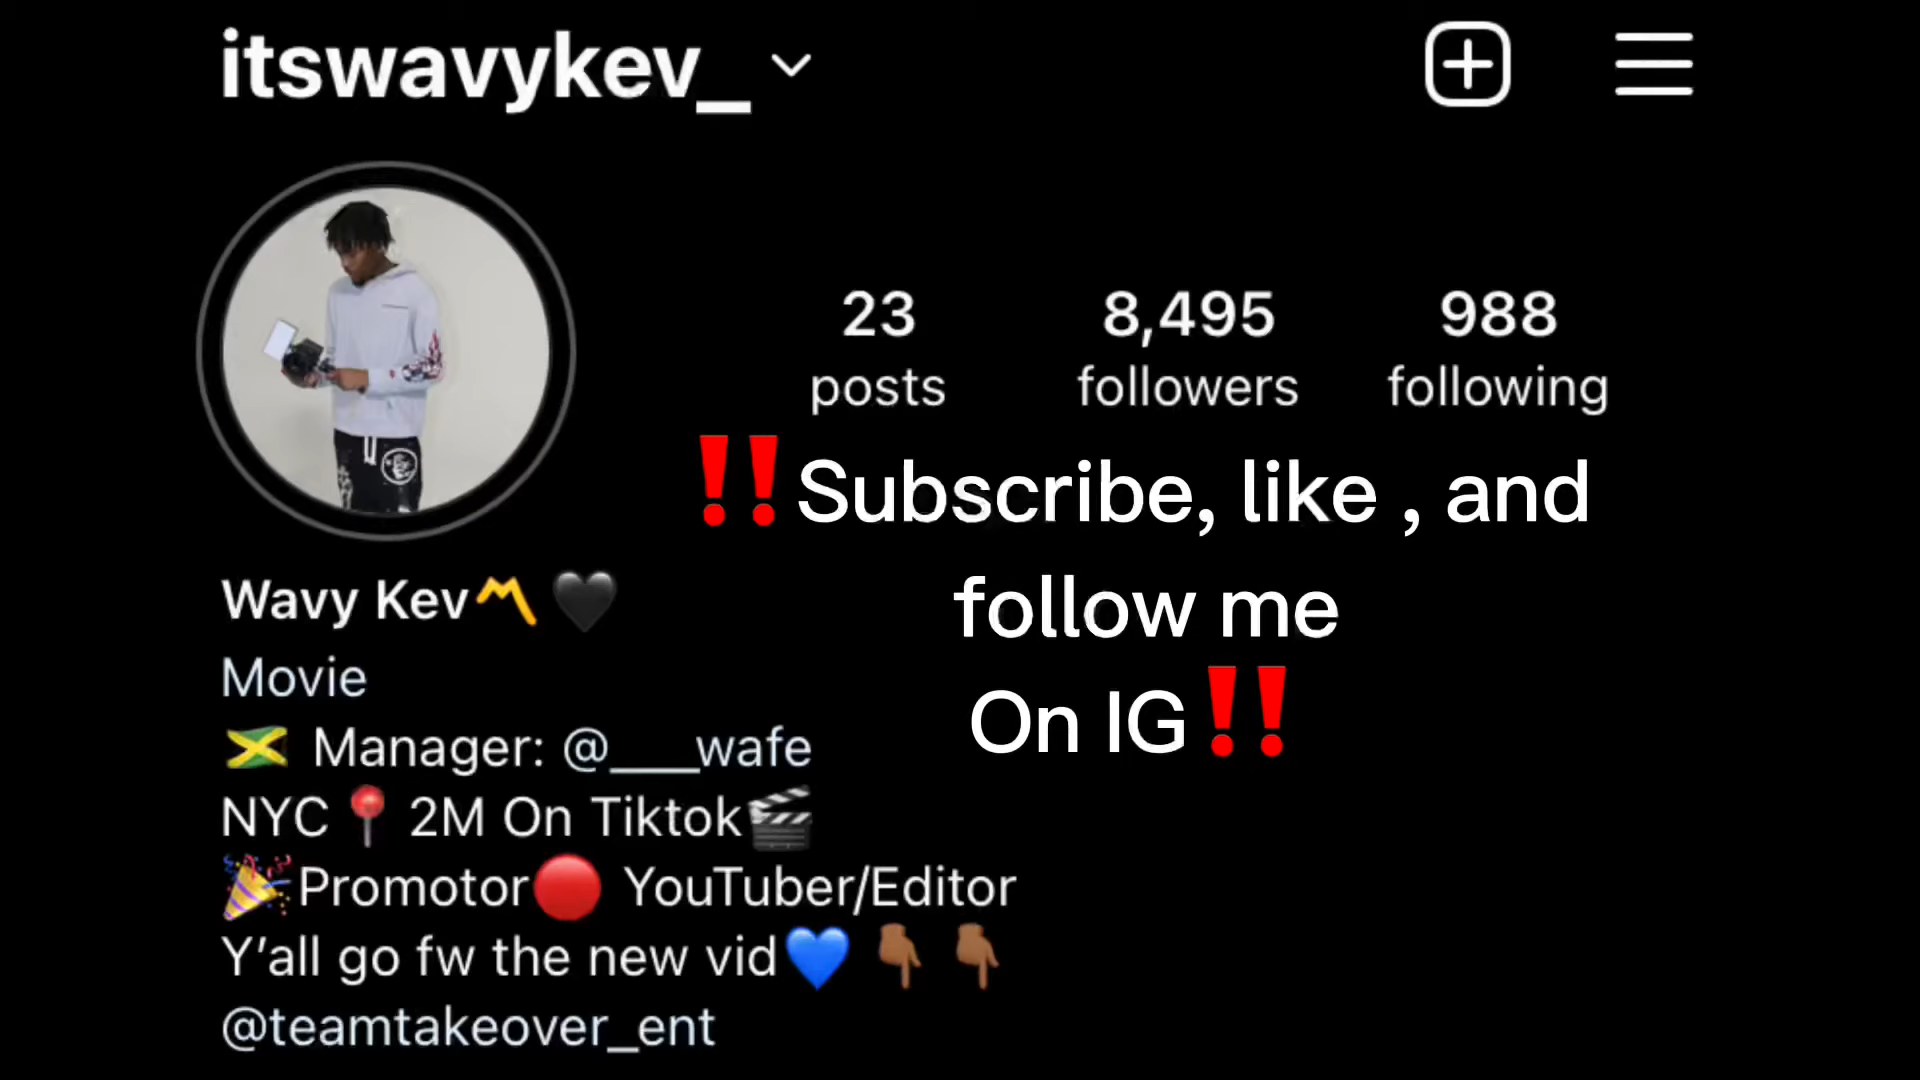 itswavykev_
23 8,495 988
posts followers following
‼️Subscribe, like , and
follow me
On IG‼️
Wavy Kev〽️🖤
Movie
🇯🇲 Manager: @____wafe
NYC📍 2M On Tiktok🎬
🎉Promotor🔴 YouTuber/Editor
Y’all go fw the new vid💙👇🏾👇🏾
@teamtakeover_ent